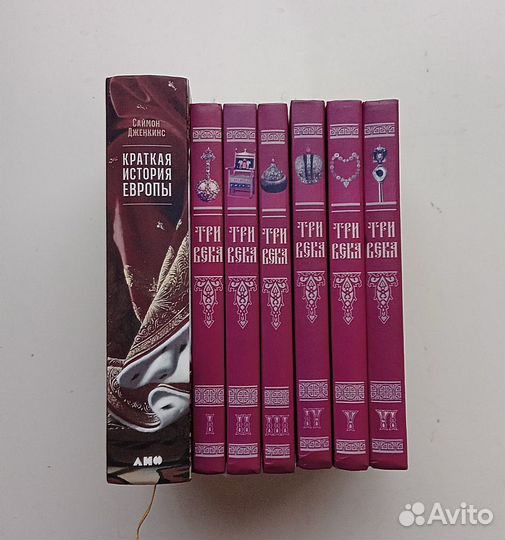 Саймон
Дженкинс
КРАТКАЯ
ИСТОРИЯ
ЕВРОПЫ
АЛФ
ТРИ
ВЕКА
I
ТРИ
ВЕКА
II
ТРИ
ВЕКА
III
ТРИ
ВЕКА
IV
ТРИ
ВЕКА
V
ТРИ
ВЕКА
VI
Avito